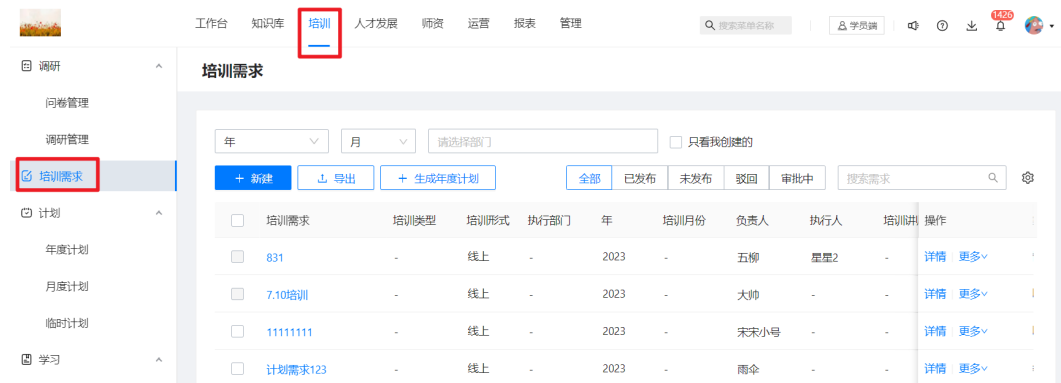 工作台 知识库 培训 人才发展 师资 运营 报表 管理 搜索菜单名称 学员端 1426
调研
问卷管理
调研管理
培训需求
计划
年度计划
月度计划
临时计划
学习
培训需求
年 月 请选择部门 只看我创建的
+ 新建 导出 + 生成年度计划 全部 已发布 未发布 驳回 审批中 搜索需求
培训需求 培训类型 培训形式 执行部门 年 培训月份 负责人 执行人 培训讲 操作
831 - 线上 - 2023 - 五柳 星星2 - 详情 更多
7.10培训 - 线上 - 2023 - 大帅 - - 详情 更多
11111111 - 线上 - 2023 - 宋宋小号 - - 详情 更多
计划需求123 - 线上 - 2023 - 雨伞 - - 详情 更多